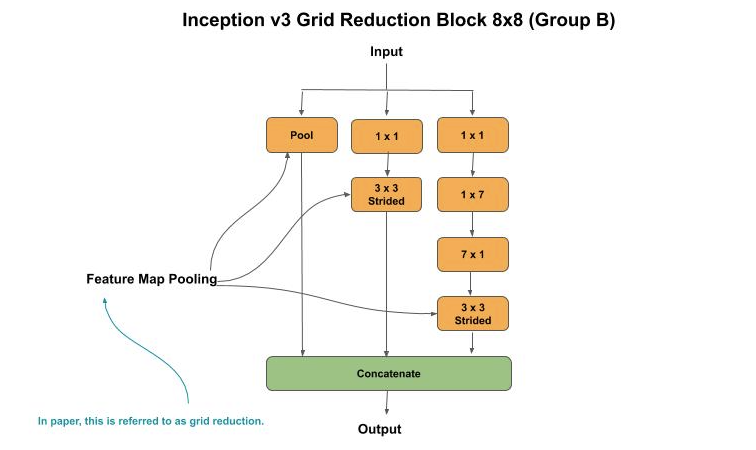 Inception v3 Grid Reduction Block 8x8 (Group B)
Input
Pool
1 x 1
1 x 1
3 x 3
Strided
1 x 7
7 x 1
Feature Map Pooling
3 x 3
Strided
Concatenate
In paper, this is referred to as grid reduction.
Output